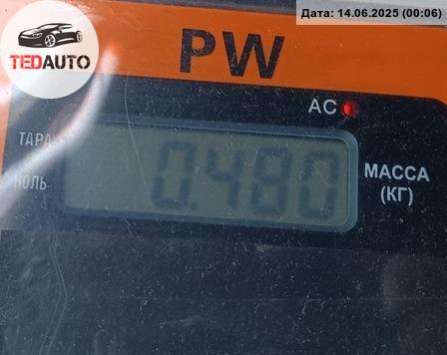 Дата: 14.06.2025 (00:06)
TEDAUTO
PW
AC
ТАРА
НОЛЬ
0.480
МАССА
(КГ)